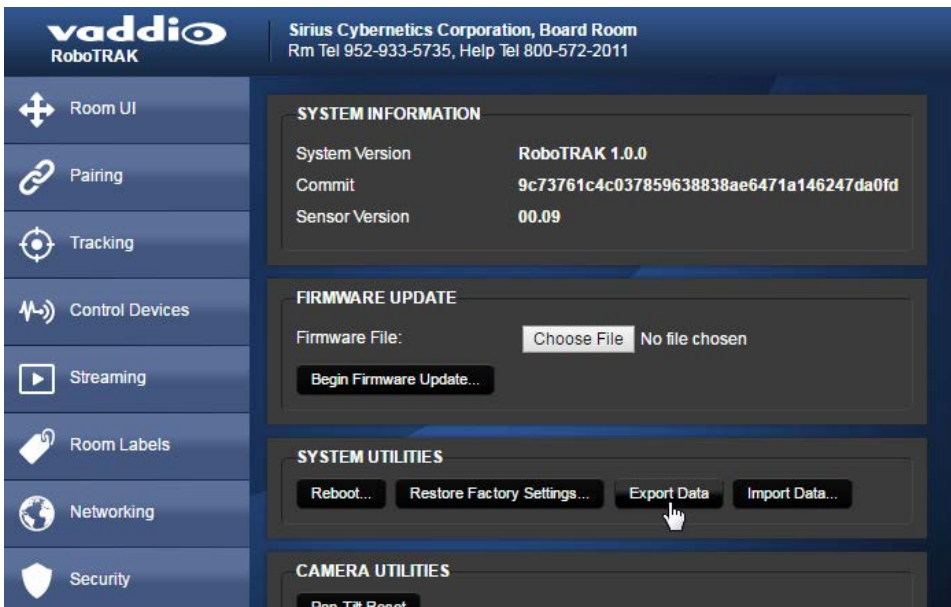 vaddio
RoboTRAK
Sirius Cybernetics Corporation, Board Room
Rm Tel 952-933-5735, Help Tel 800-572-2011
Room UI
Pairing
Tracking
Control Devices
Streaming
Room Labels
Networking
Security
SYSTEM INFORMATION
System Version RoboTRAK 1.0.0
Commit 9c73761c4c037859638838ae6471a146247da0fd
Sensor Version 00.09
FIRMWARE UPDATE
Firmware File: Choose File No file chosen
Begin Firmware Update...
SYSTEM UTILITIES
Reboot... Restore Factory Settings... Export Data Import Data...
CAMERA UTILITIES
Pan-Tilt Reset